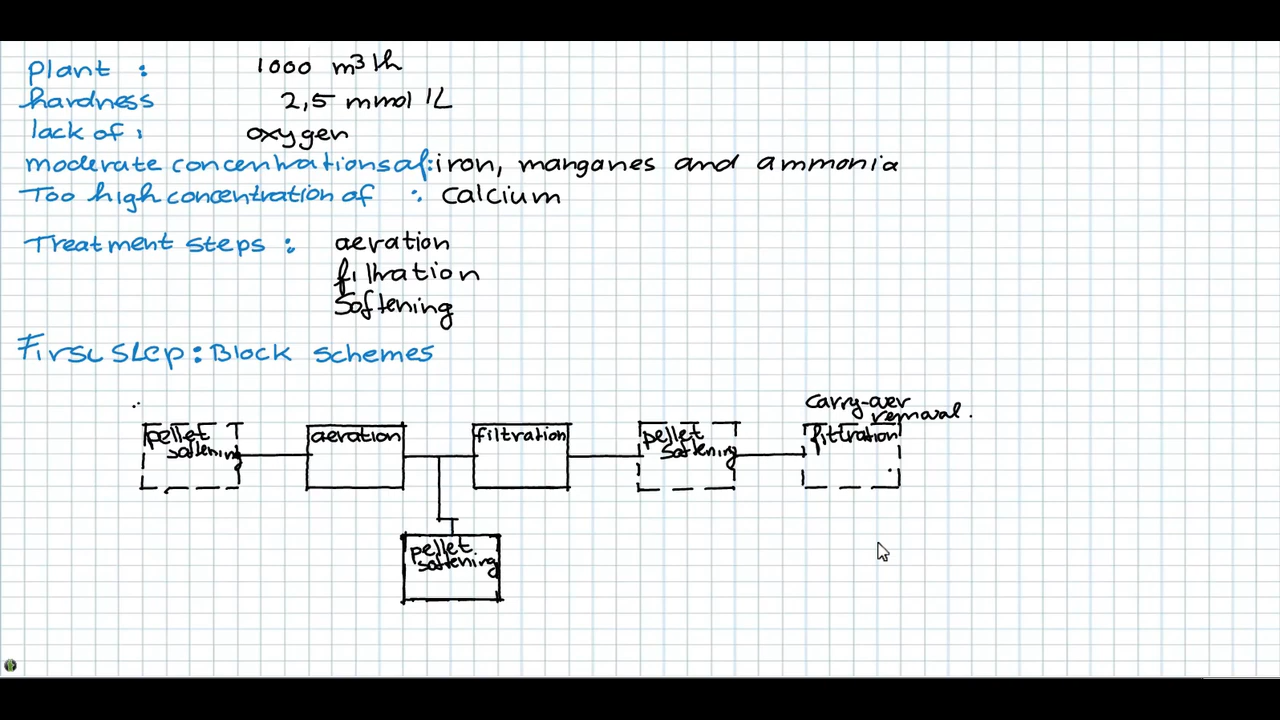 plant : 1000 m³/h
hardness 2,5 mmol/L
lack of : oxygen
moderate concentrations of: iron, manganes and ammonia
Too high concentration of : calcium
Treatment steps : aeration
filtration
Softening
First step : Block schemes
carry-over
removal.
pellet
softening
aeration
filtration
pellet
softening
filtration
pellet
softening